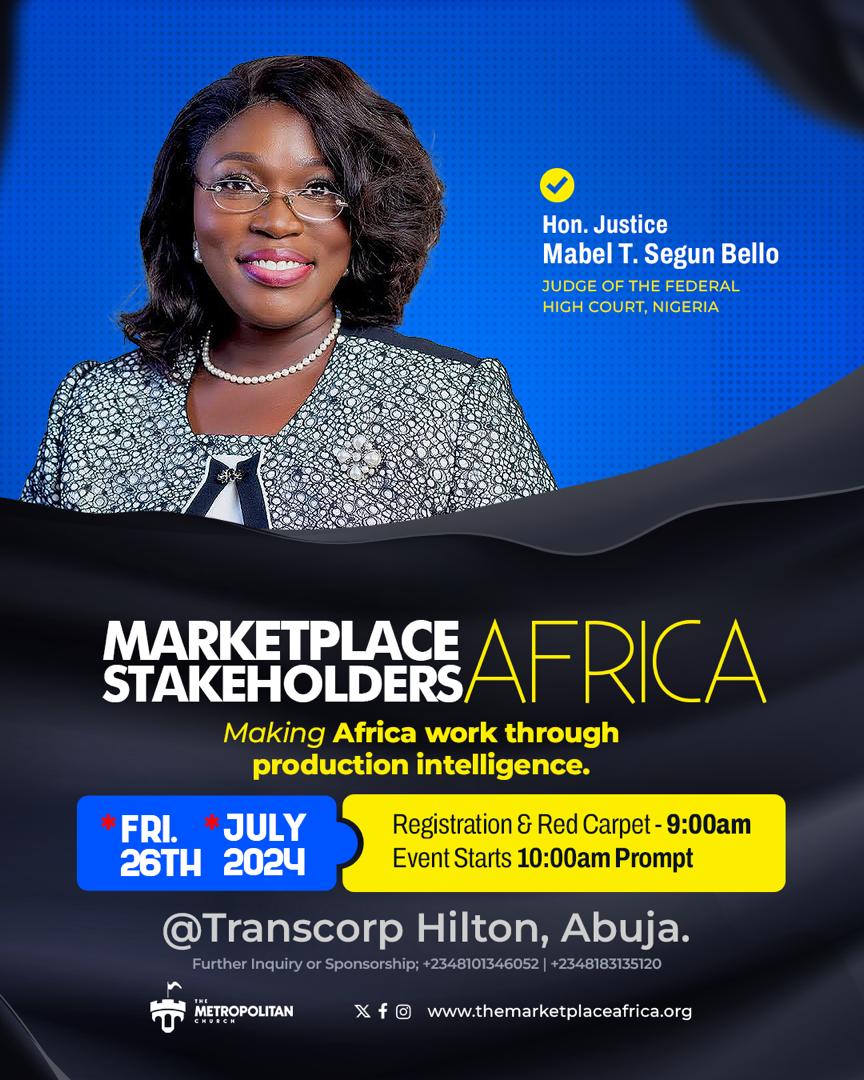 Hon. Justice
Mabel T. Segun Bello
JUDGE OF THE FEDERAL
HIGH COURT, NIGERIA
MARKETPLACE
STAKEHOLDERS AFRICA
Making Africa work through
production intelligence.
*FRI. *JULY
26TH 2024
Registration & Red Carpet - 9:00am
Event Starts 10:00am Prompt
@Transcorp Hilton, Abuja.
Further Inquiry or Sponsorship; +2348101346052 | +2348183135120
THE
METROPOLITAN
CHURCH
www.themarketplaceafrica.org